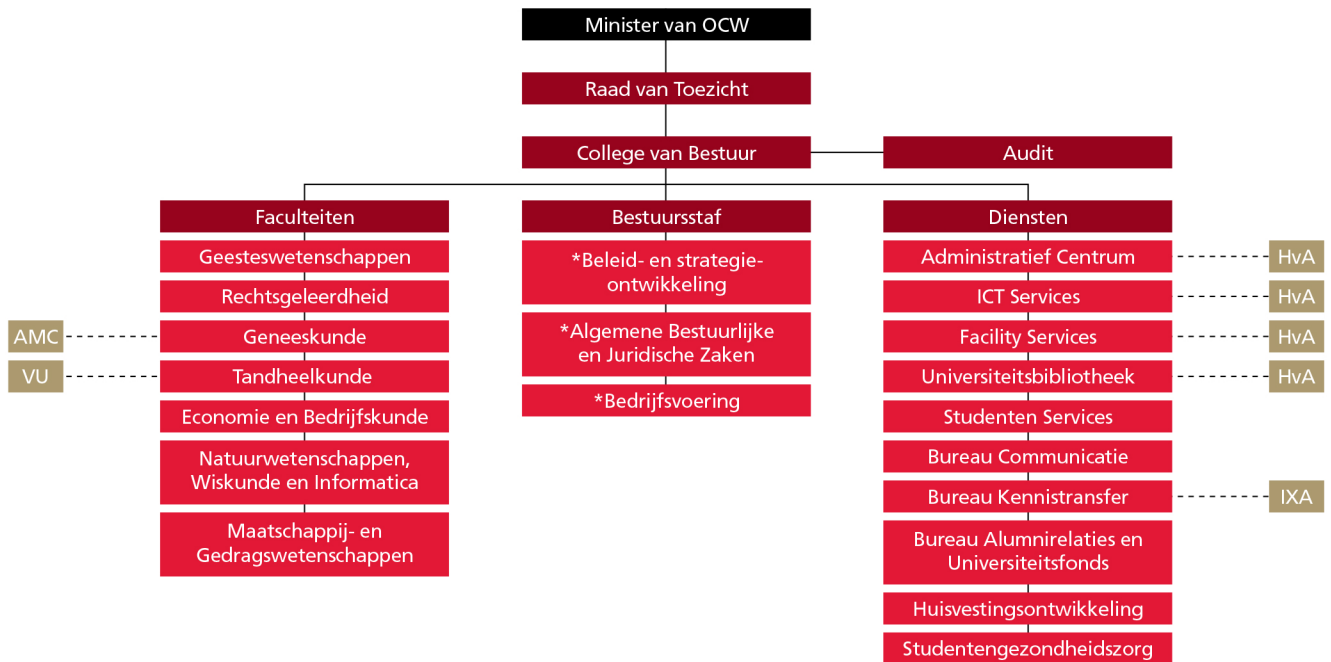 Minister van OCW
Raad van Toezicht
College van Bestuur
Audit
Faculteiten
Geesteswetenschappen
Rechtsgeleerdheid
AMC
Geneeskunde
VU
Tandheelkunde
Economie en Bedrijfskunde
Natuurwetenschappen,
Wiskunde en Informatica
Maatschappij- en
Gedragswetenschappen
Bestuursstaf
*Beleid- en strategie-
ontwikkeling
*Algemene Bestuurlijke
en Juridische Zaken
*Bedrijfsvoering
Diensten
Administratief Centrum
HvA
ICT Services
HvA
Facility Services
HvA
Universiteitsbibliotheek
HvA
Studenten Services
Bureau Communicatie
Bureau Kennistransfer
IXA
Bureau Alumnirelaties en
Universiteitsfonds
Huisvestingsontwikkeling
Studentengezondheidszorg